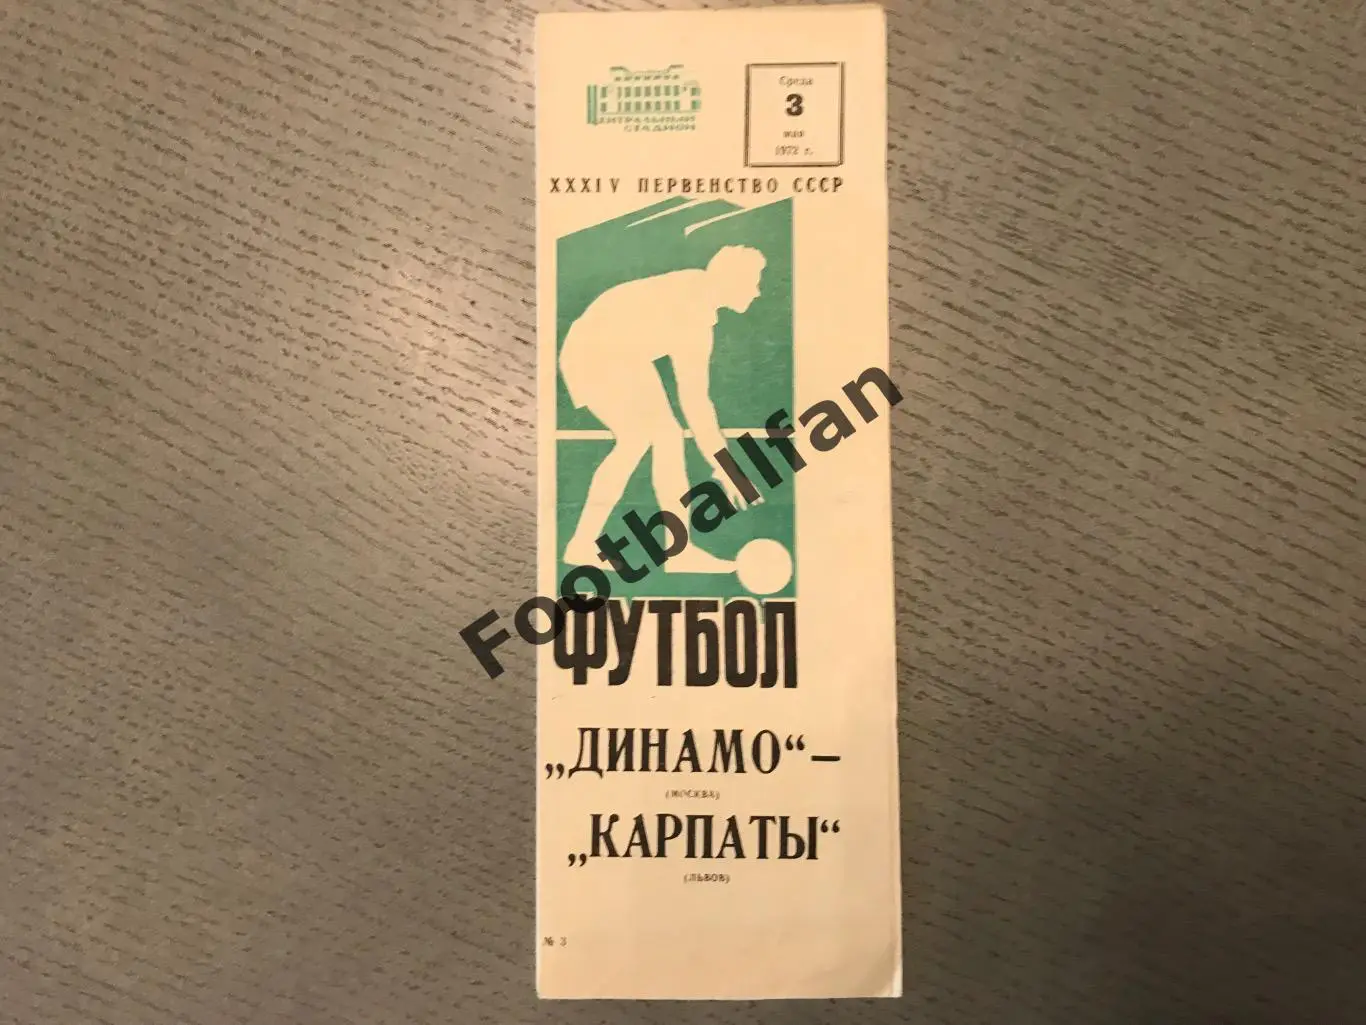 ЦЕНТРАЛЬНЫЙ
СТАДИОН
Среда
3
мая
1972 г.
XXXIV ПЕРВЕНСТВО СССР
ФУТБОЛ
„ДИНАМО“ –
(МОСКВА)
„КАРПАТЫ“
(ЛЬВОВ)
№ 3
Footballfan